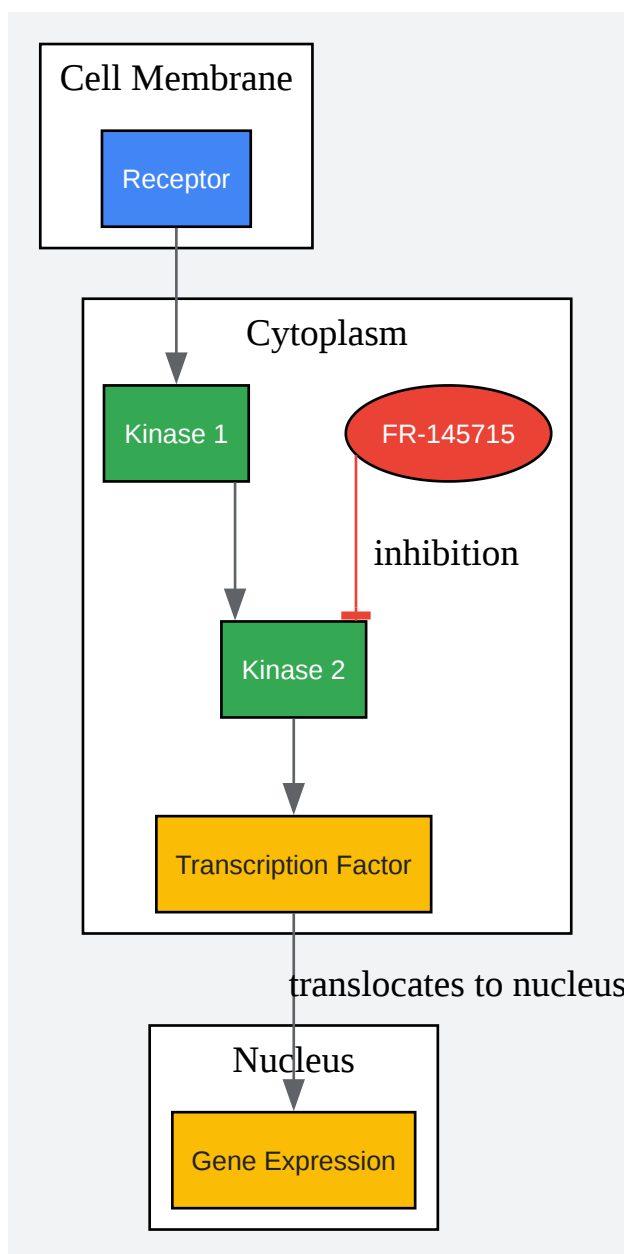 Cell Membrane
Receptor
Cytoplasm
Kinase 1
FR-145715
inhibition
Kinase 2
Transcription Factor
translocates to nucleus
Nucleus
Gene Expression